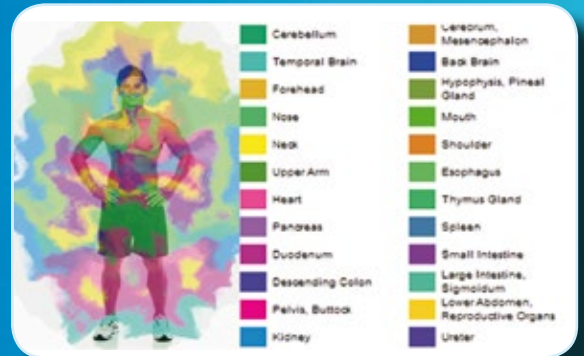 Cerebellum
Temporal Brain
Forehead
Nose
Neck
Upper Arm
Heart
Pancreas
Duodenum
Descending Colon
Pelvis, Buttock
Kidney
Cerebrum,
Mesencephalon
Back Brain
Hypophysis, Pineal
Gland
Mouth
Shoulder
Esophagus
Thymus Gland
Spleen
Small Intestine
Large Intestine,
Sigmoidum
Lower Abdomen,
Reproductive Organs
Ureter